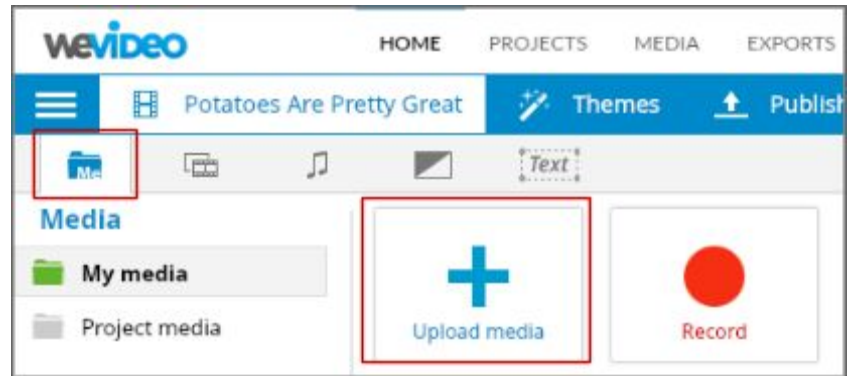 WeVideo HOME PROJECTS MEDIA EXPORTS
Potatoes Are Pretty Great Themes Publish
Me Text
Media
My media
Project media
Upload media Record